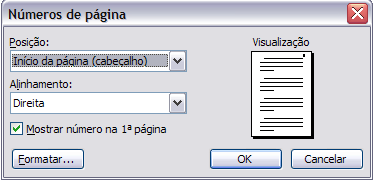 Números de página
Posição:
Visualização
Início da página (cabeçalho)
Alinhamento:
Direita
Mostrar número na 1ª página
Formatar...
OK
Cancelar